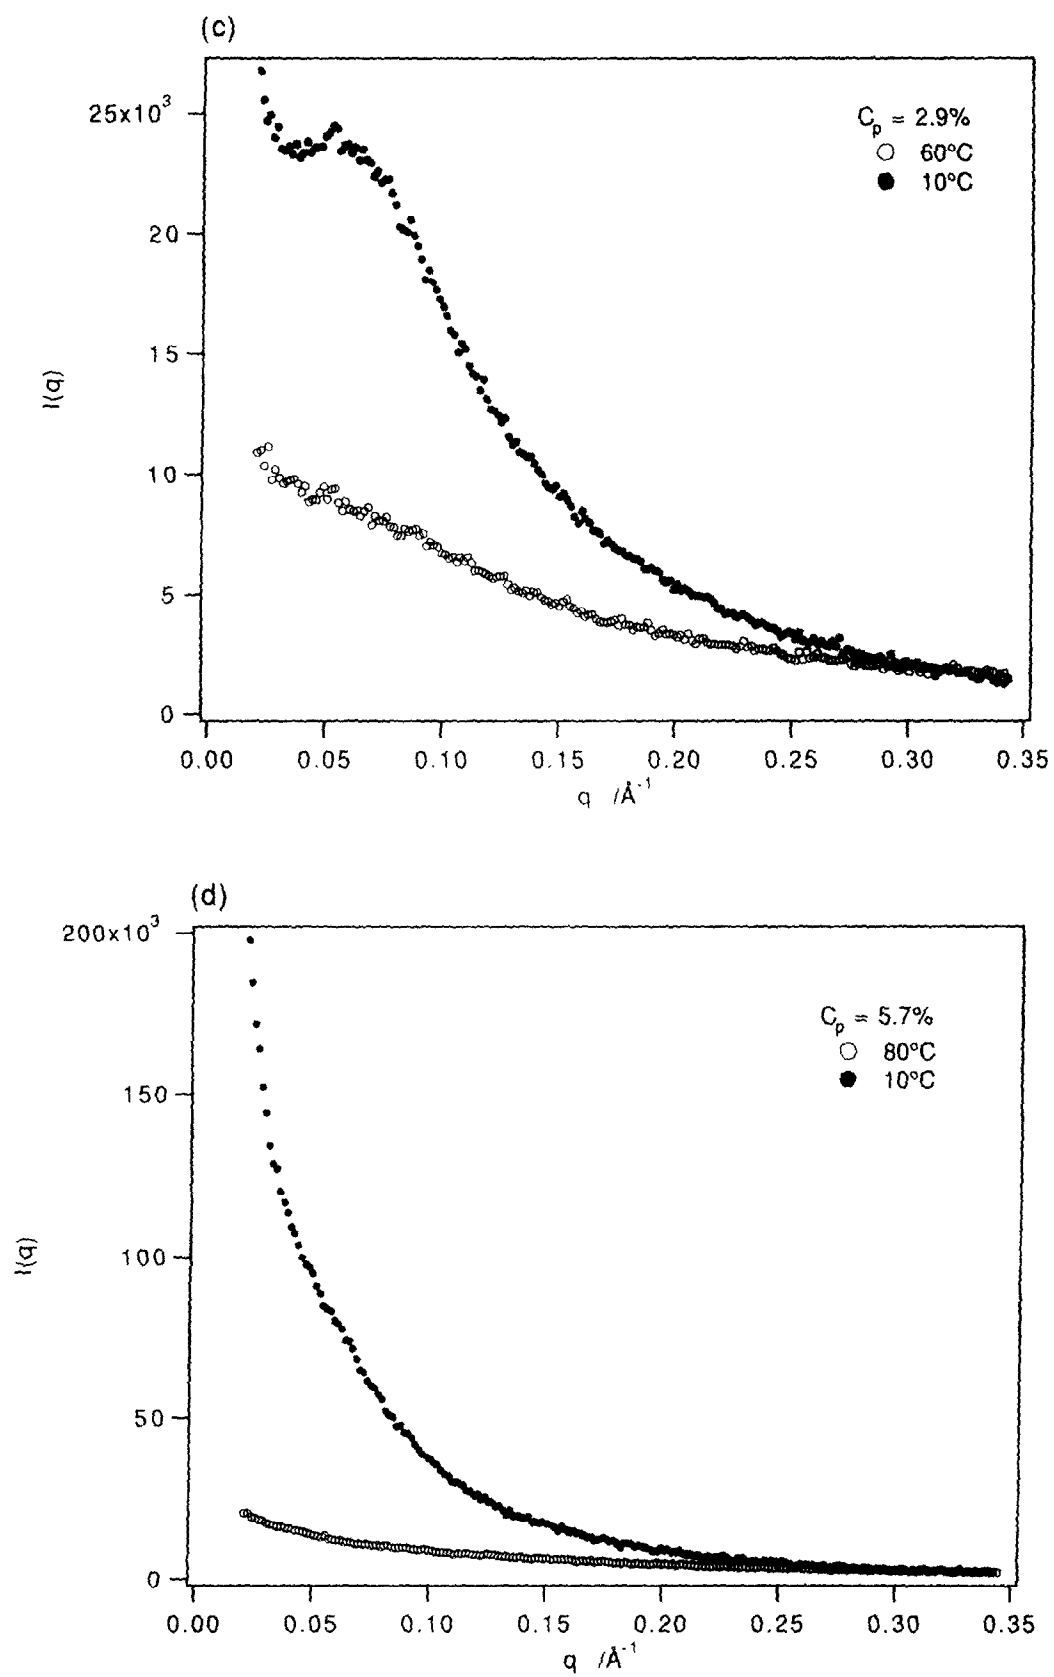 (c)
25x10³
20
15
10
5
0
I(q)
Cp = 2.9%
60°C
10°C
0.00 0.05 0.10 0.15 0.20 0.25 0.30 0.35
q /Å⁻¹
(d)
200x10³
150
100
50
0
I(q)
Cp = 5.7%
80°C
10°C
0.00 0.05 0.10 0.15 0.20 0.25 0.30 0.35
q /Å⁻¹